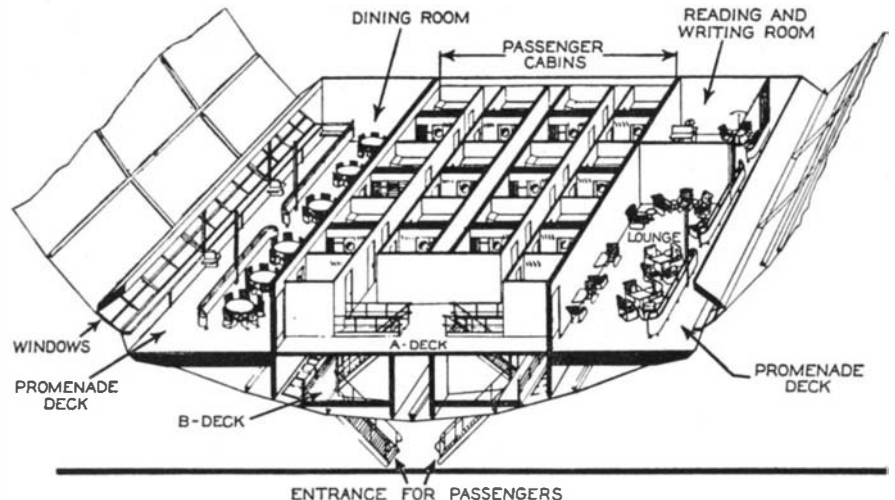 DINING ROOM
PASSENGER
CABINS
READING AND
WRITING ROOM
LOUNGE
WINDOWS
A-DECK
PROMENADE
DECK
PROMENADE
DECK
B-DECK
ENTRANCE FOR PASSENGERS